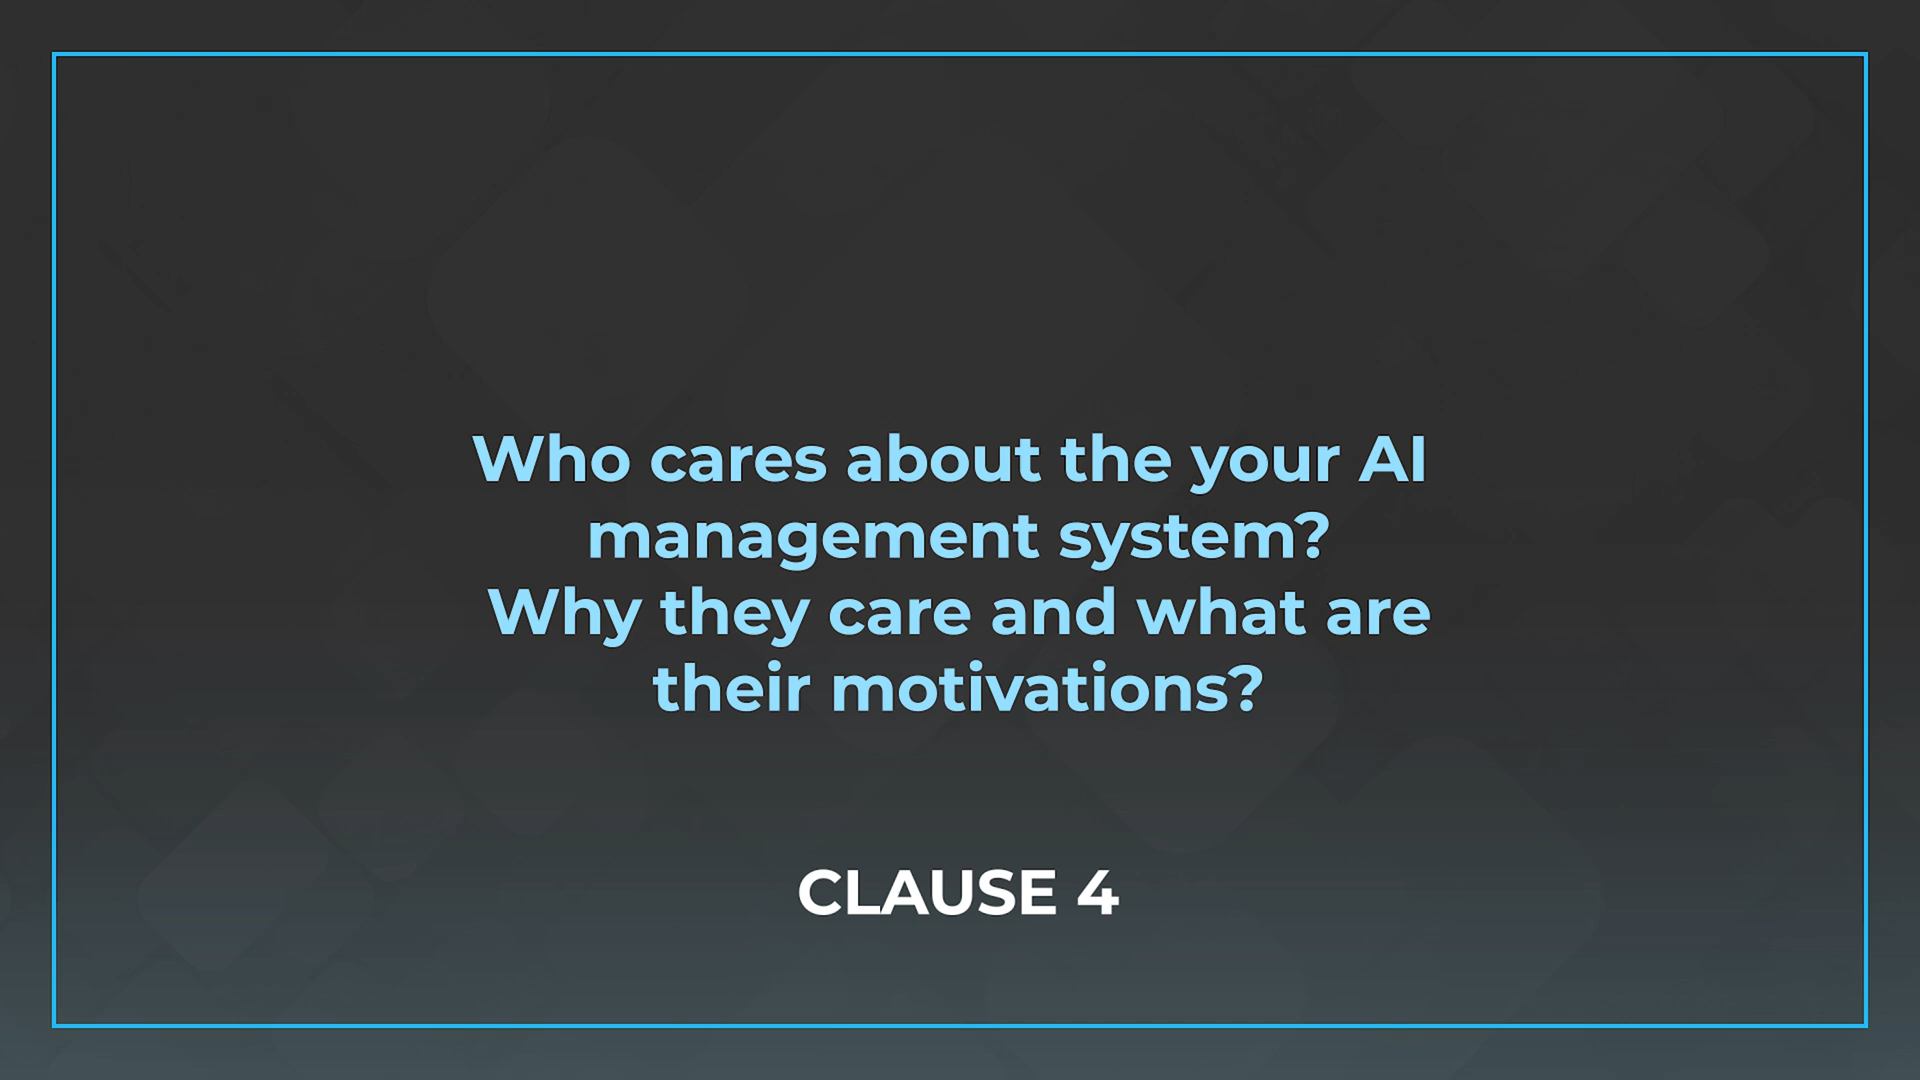 Who cares about the your AI
management system?
Why they care and what are
their motivations?
CLAUSE 4